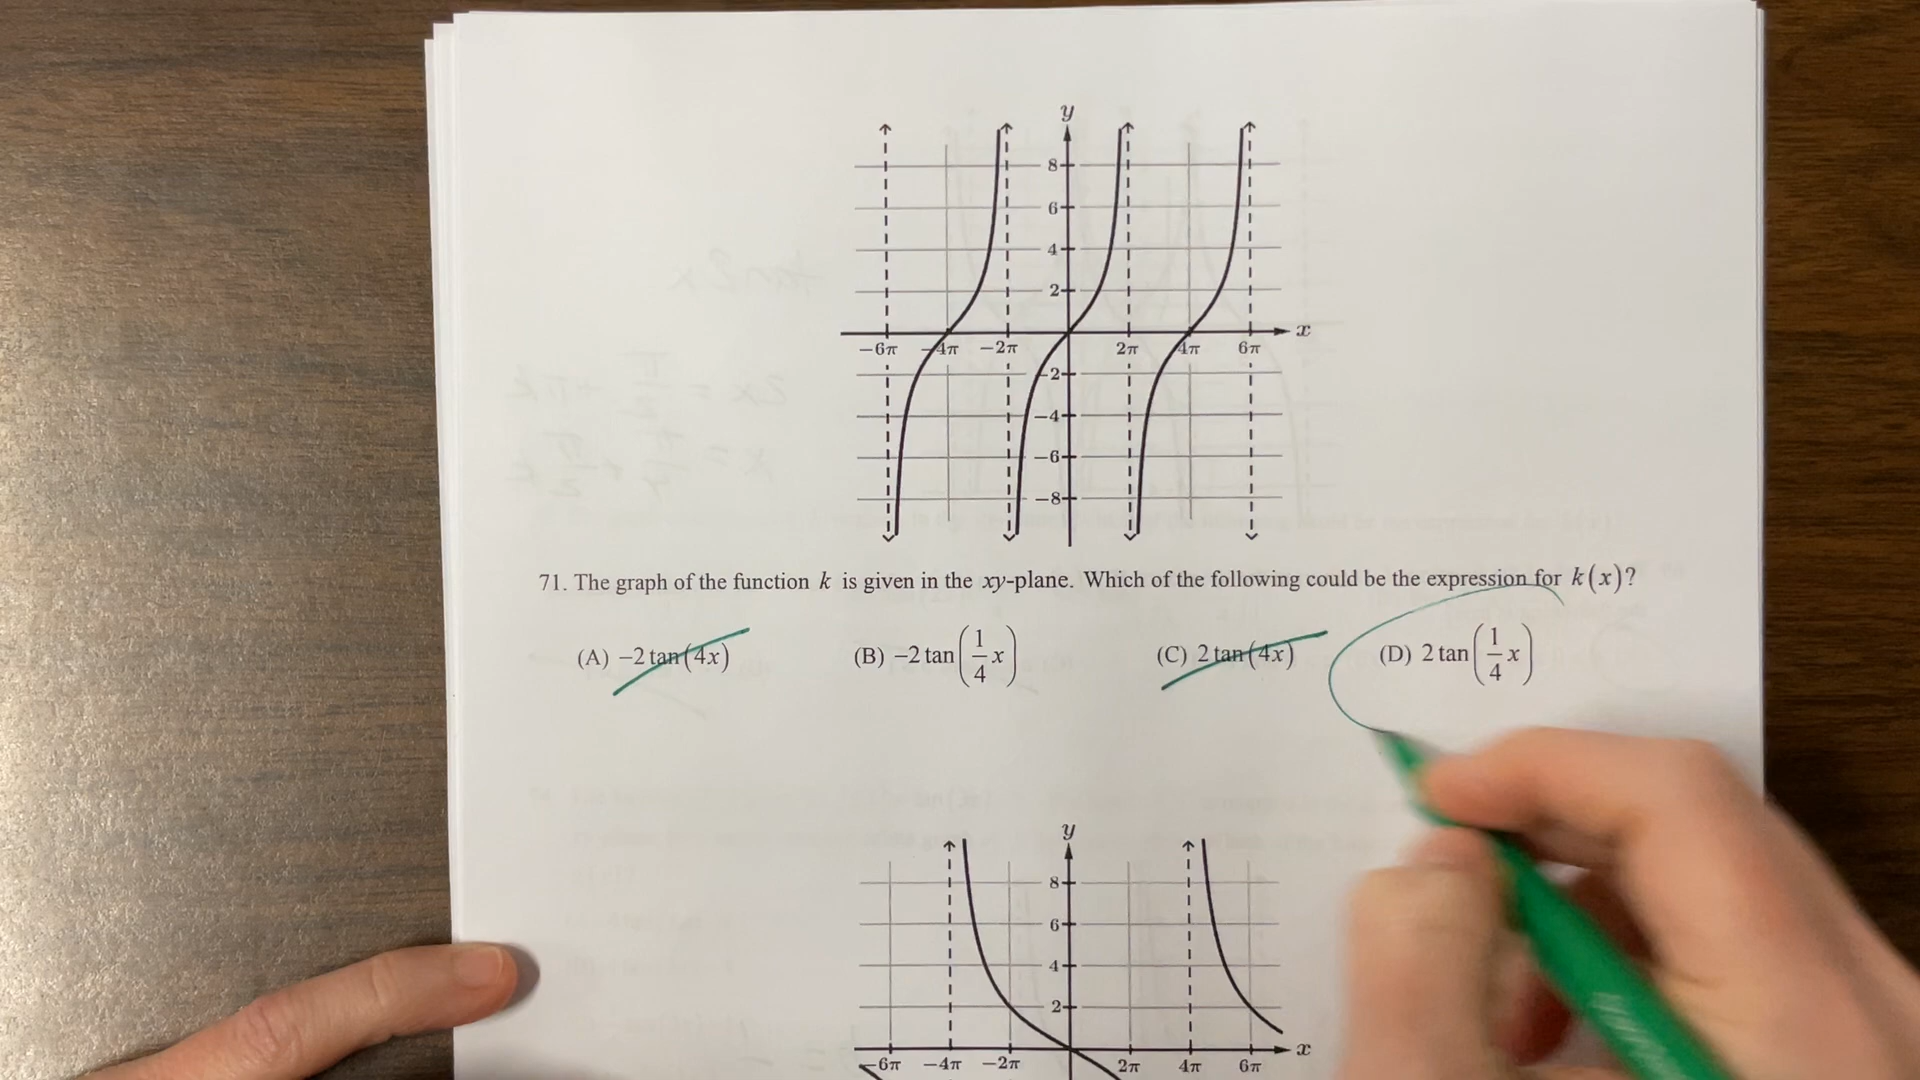 y
8
6
4
2
x
−6π −4π −2π 2π 4π 6π
−2
−4
−6
−8
71. The graph of the function k is given in the xy-plane. Which of the following could be the expression for k(x)?
(A) −2 tan(4x) (B) −2 tan(1/4 x) (C) 2 tan(4x) (D) 2 tan(1/4 x)
y
8
6
4
2
x
−6π −4π −2π 2π 4π 6π